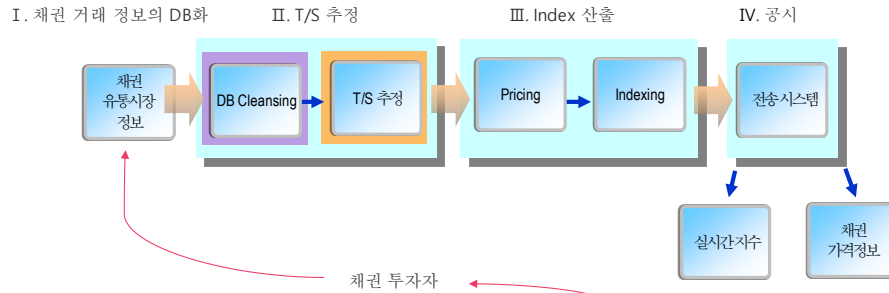 Ⅰ. 채권 거래 정보의 DB화
Ⅱ. T/S 추정
Ⅲ. Index 산출
Ⅳ. 공시
채권
유통시장
정보
DB Cleansing
T/S 추정
Pricing
Indexing
전송시스템
실시간지수
채권
가격정보
채권 투자자